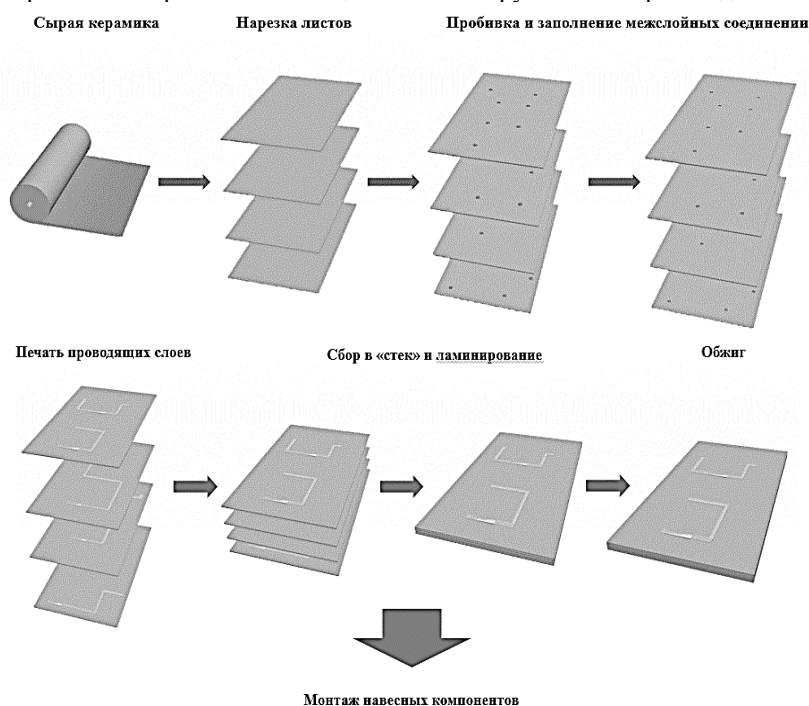 Сырая керамика
Нарезка листов
Пробивка и заполнение межслойных соединении
Печать проводящих слоев
Сбор в «стек» и ламинирование
Обжиг
Монтаж навесных компонентов